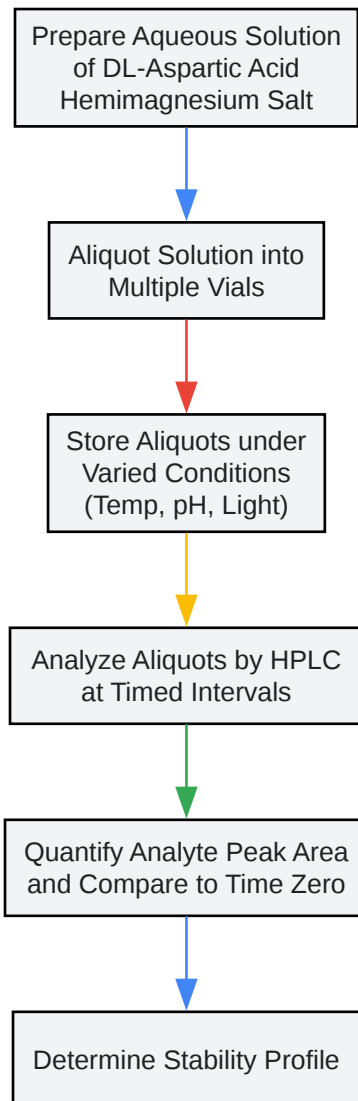 Prepare Aqueous Solution
of DL-Aspartic Acid
Hemimagnesium Salt
Aliquot Solution into
Multiple Vials
Store Aliquots under
Varied Conditions
(Temp, pH, Light)
Analyze Aliquots by HPLC
at Timed Intervals
Quantify Analyte Peak Area
and Compare to Time Zero
Determine Stability Profile